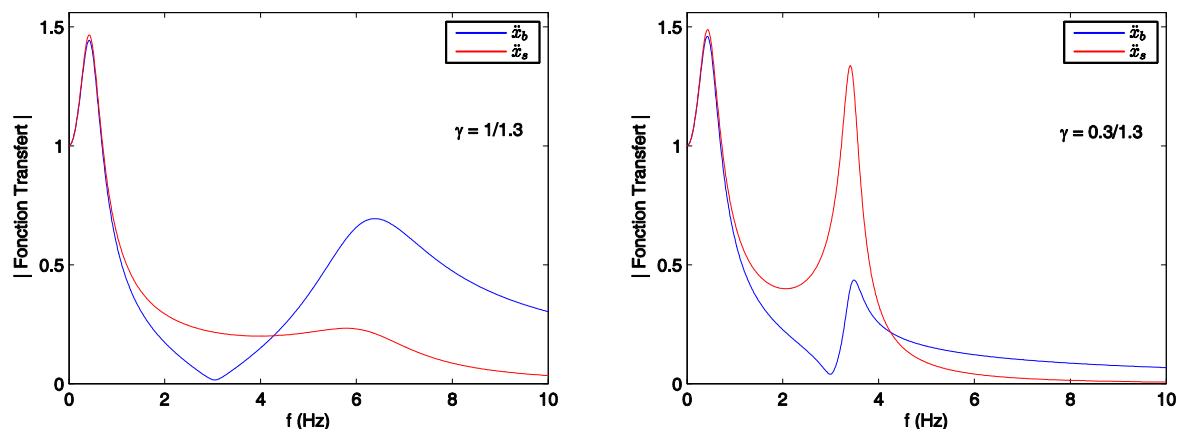 1.5
1
0.5
0
0
2
4
6
8
10
| Fonction Transfert |
f (Hz)
ẍ_b
ẍ_s
γ = 1/1.3
1.5
1
0.5
0
0
2
4
6
8
10
| Fonction Transfert |
f (Hz)
ẍ_b
ẍ_s
γ = 0.3/1.3